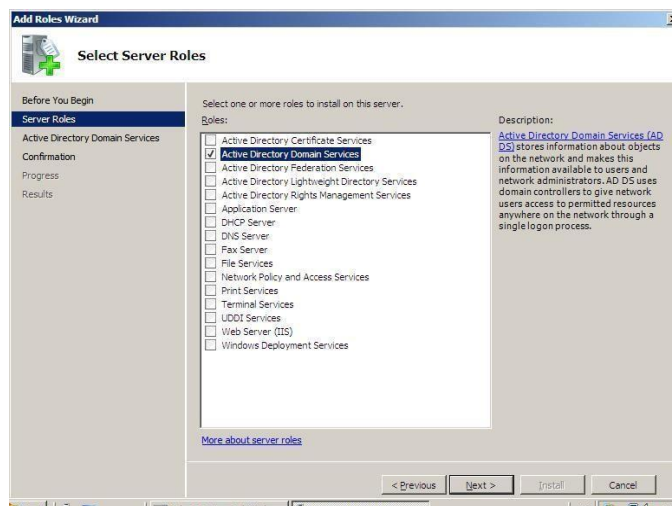 Add Roles Wizard
Select Server Roles
Before You Begin
Server Roles
Active Directory Domain Services
Confirmation
Progress
Results
Select one or more roles to install on this server.
Roles:
Active Directory Certificate Services
Active Directory Domain Services
Active Directory Federation Services
Active Directory Lightweight Directory Services
Active Directory Rights Management Services
Application Server
DHCP Server
DNS Server
Fax Server
File Services
Network Policy and Access Services
Print Services
Terminal Services
UDDI Services
Web Server (IIS)
Windows Deployment Services
More about server roles
Description:
Active Directory Domain Services (AD
DS) stores information about objects
on the network and makes this
information available to users and
network administrators. AD DS uses
domain controllers to give network
users access to permitted resources
anywhere on the network through a
single logon process.
< Previous
Next >
Install
Cancel